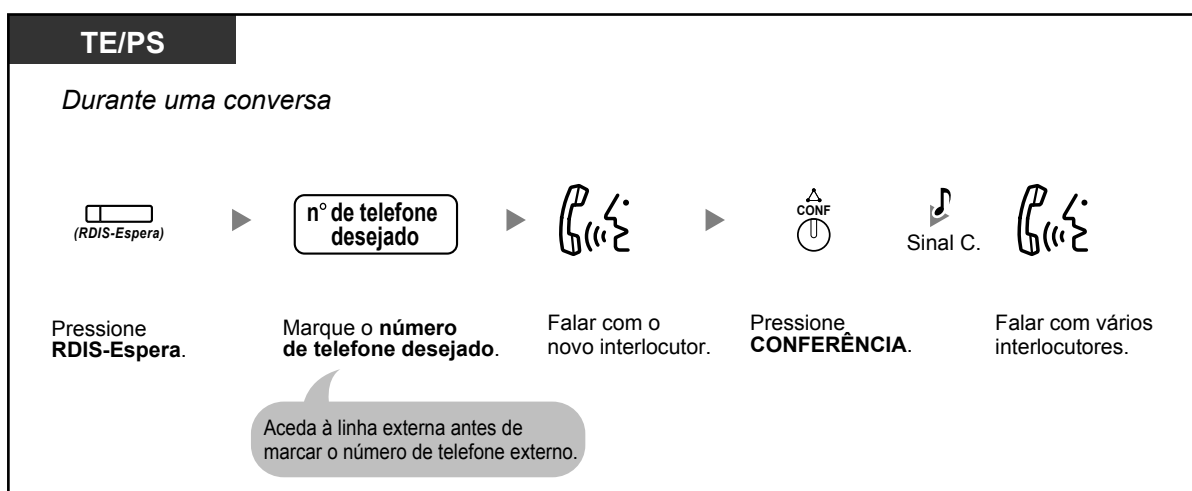 TE/PS
Durante uma conversa
(RDIS-Espera)
n° de telefone
desejado
CONF
Sinal C.
Pressione
RDIS-Espera.
Marque o número
de telefone desejado.
Falar com o
novo interlocutor.
Pressione
CONFERÊNCIA.
Falar com vários
interlocutores.
Aceda à linha externa antes de
marcar o número de telefone externo.